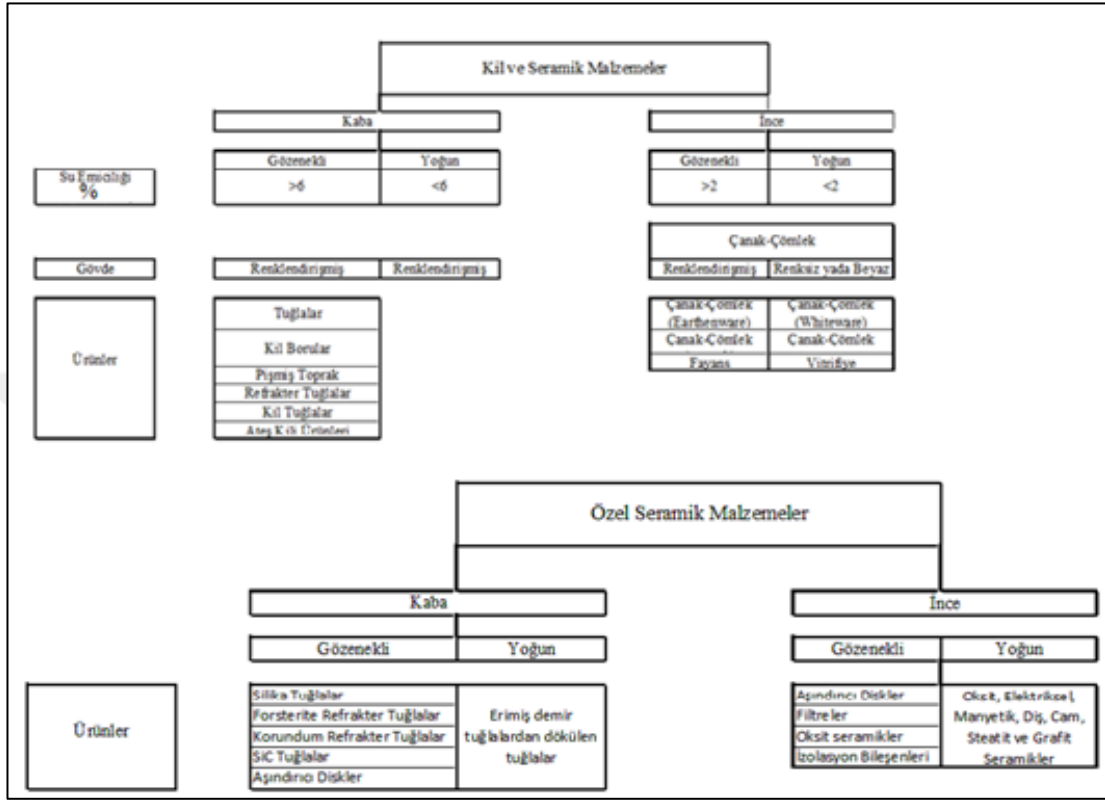 Kil ve Seramik Malzemeler
Kaba
İnce
Gözenekli Yoğun
Gözenekli Yoğun
Su Emiciliği
%
>6 <6
>2 <2
Çanak-Çömlek
Gövde
Renklendirişmiş Renklendirişmiş
Renklendirişmiş Renksiz yada Beyaz
Ürünler
Tuğlalar
Kil Borular
Pişmiş Toprak
Refrakter Tuğlalar
Kil Tuğlalar
Ateş Kili Ürünleri
Çanak-Çömlek
(Earthenware)
Çanak-Çömlek
Fayans
Çanak-Çömlek
(Whiteware)
Çanak-Çömlek
Vitrifiye
Özel Seramik Malzemeler
Kaba
İnce
Gözenekli Yoğun
Gözenekli Yoğun
Ürünler
Silika Tuğlalar
Forsterite Refrakter Tuğlalar
Korundum Refrakter Tuğlalar
SiC Tuğlalar
Aşındırıcı Diskler
Erimiş demir
tuğlalardan dökülen
tuğlalar
Aşındırıcı Diskler
Filtreler
Oksit seramikler
İzolasyon Bileşenleri
Oksit, Elektriksel,
Manyetik, Diş, Cam,
Steatit ve Grafit
Seramikler